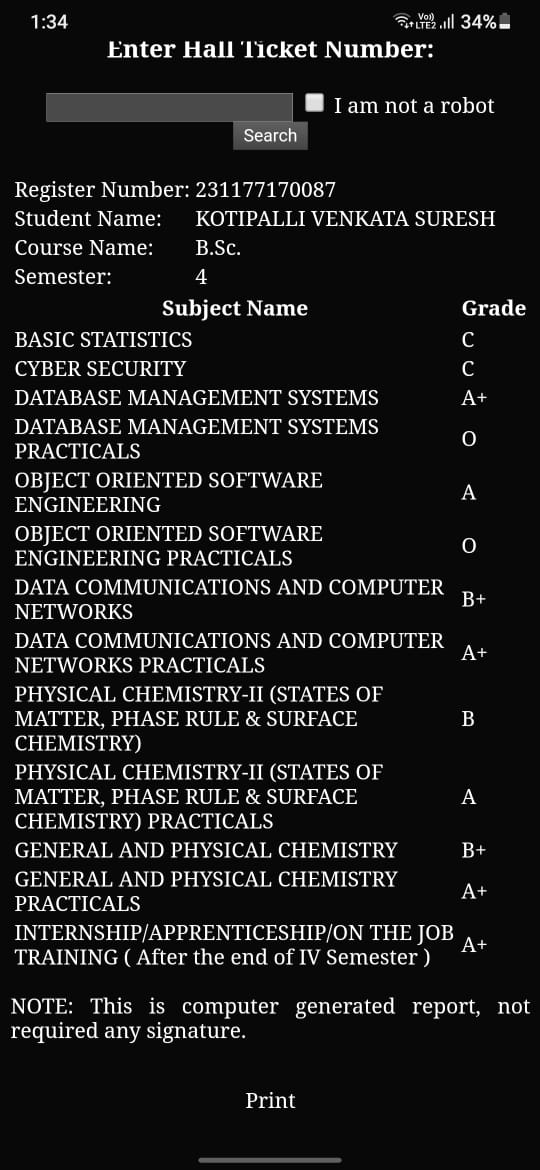 1:34
Vo)) LTE2 34%
Enter Hall Ticket Number:
I am not a robot
Search
Register Number: 231177170087
Student Name: KOTIPALLI VENKATA SURESH
Course Name: B.Sc.
Semester: 4
Subject Name Grade
BASIC STATISTICS C
CYBER SECURITY C
DATABASE MANAGEMENT SYSTEMS A+
DATABASE MANAGEMENT SYSTEMS
PRACTICALS O
OBJECT ORIENTED SOFTWARE
ENGINEERING A
OBJECT ORIENTED SOFTWARE
ENGINEERING PRACTICALS O
DATA COMMUNICATIONS AND COMPUTER
NETWORKS B+
DATA COMMUNICATIONS AND COMPUTER
NETWORKS PRACTICALS A+
PHYSICAL CHEMISTRY-II (STATES OF
MATTER, PHASE RULE & SURFACE B
CHEMISTRY)
PHYSICAL CHEMISTRY-II (STATES OF
MATTER, PHASE RULE & SURFACE A
CHEMISTRY) PRACTICALS
GENERAL AND PHYSICAL CHEMISTRY B+
GENERAL AND PHYSICAL CHEMISTRY
PRACTICALS A+
INTERNSHIP/APPRENTICESHIP/ON THE JOB
TRAINING ( After the end of IV Semester ) A+
NOTE: This is computer generated report, not
required any signature.
Print